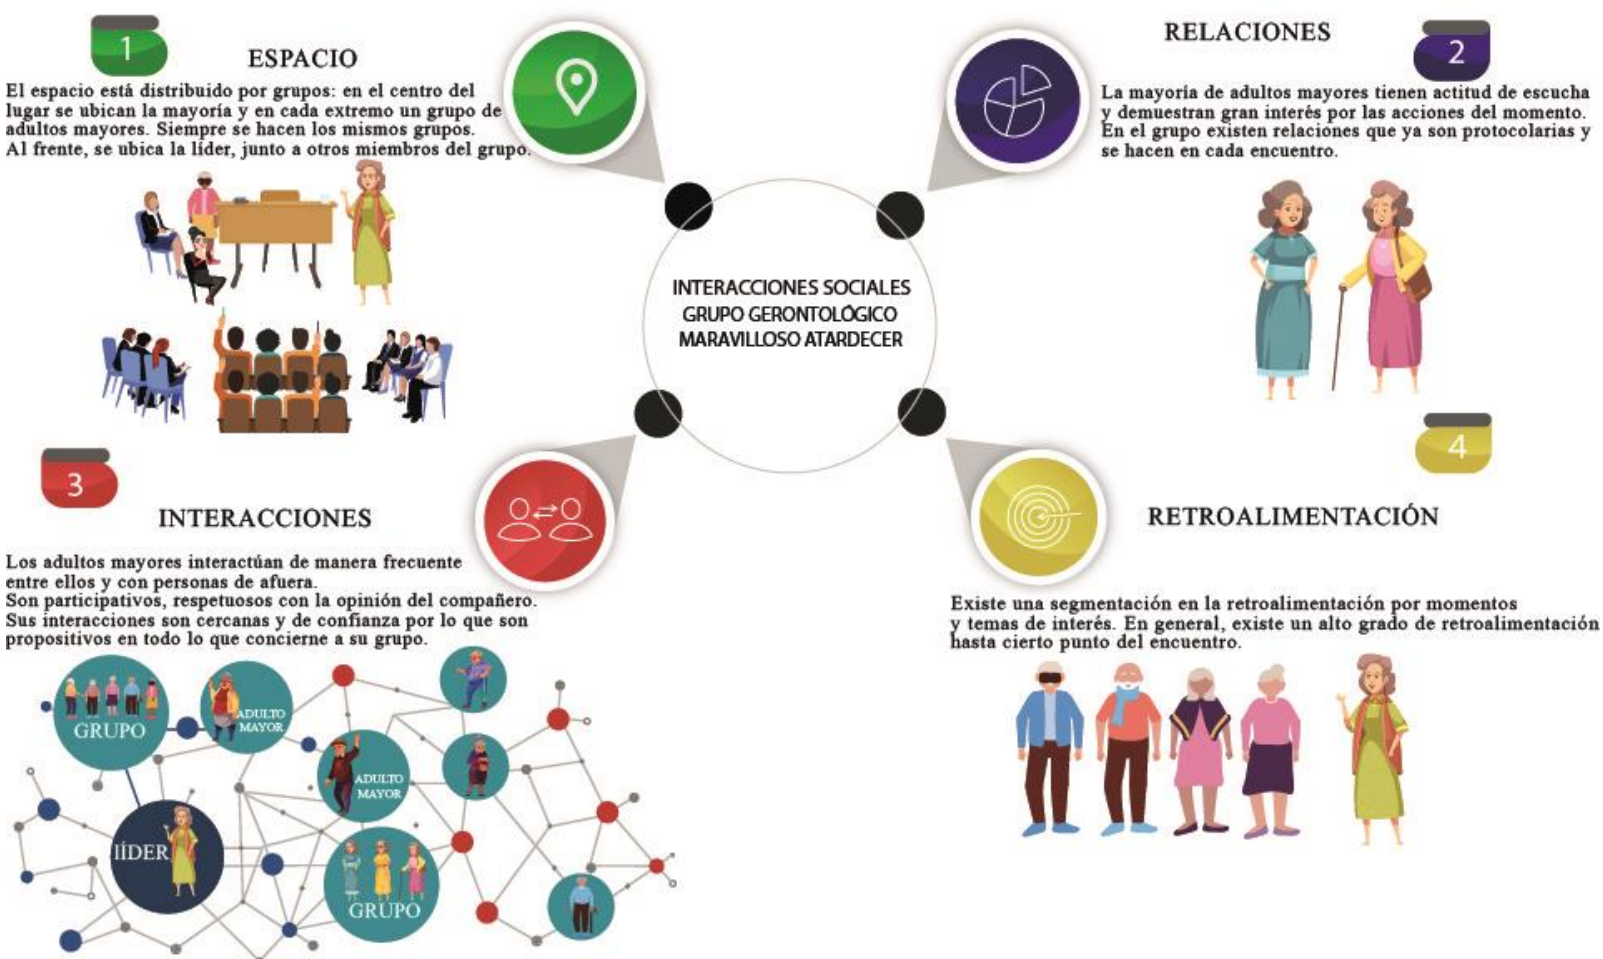 1
ESPACIO
El espacio está distribuido por grupos: en el centro del
lugar se ubican la mayoría y en cada extremo un grupo de
adultos mayores. Siempre se hacen los mismos grupos.
Al frente, se ubica la líder, junto a otros miembros del grupo.
RELACIONES
2
La mayoría de adultos mayores tienen actitud de escucha
y demuestran gran interés por las acciones del momento.
En el grupo existen relaciones que ya son protocolarias y
se hacen en cada encuentro.
INTERACCIONES SOCIALES
GRUPO GERONTOLÓGICO
MARAVILLOSO ATARDECER
3
INTERACCIONES
Los adultos mayores interactúan de manera frecuente
entre ellos y con personas de afuera.
Son participativos, respetuosos con la opinión del compañero.
Sus interacciones son cercanas y de confianza por lo que son
propositivos en todo lo que concierne a su grupo.
GRUPO
ADULTO
MAYOR
ADULTO
MAYOR
lÍDER
GRUPO
4
RETROALIMENTACIÓN
Existe una segmentación en la retroalimentación por momentos
y temas de interés. En general, existe un alto grado de retroalimentación
hasta cierto punto del encuentro.